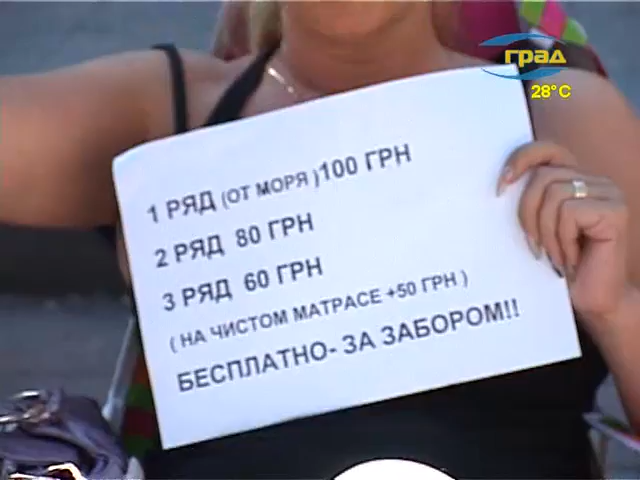 град
28°C
1 РЯД (ОТ МОРЯ )100 ГРН
2 РЯД 80 ГРН
3 РЯД 60 ГРН
( НА ЧИСТОМ МАТРАСЕ +50 ГРН )
БЕСПЛАТНО- ЗА ЗАБОРОМ!!